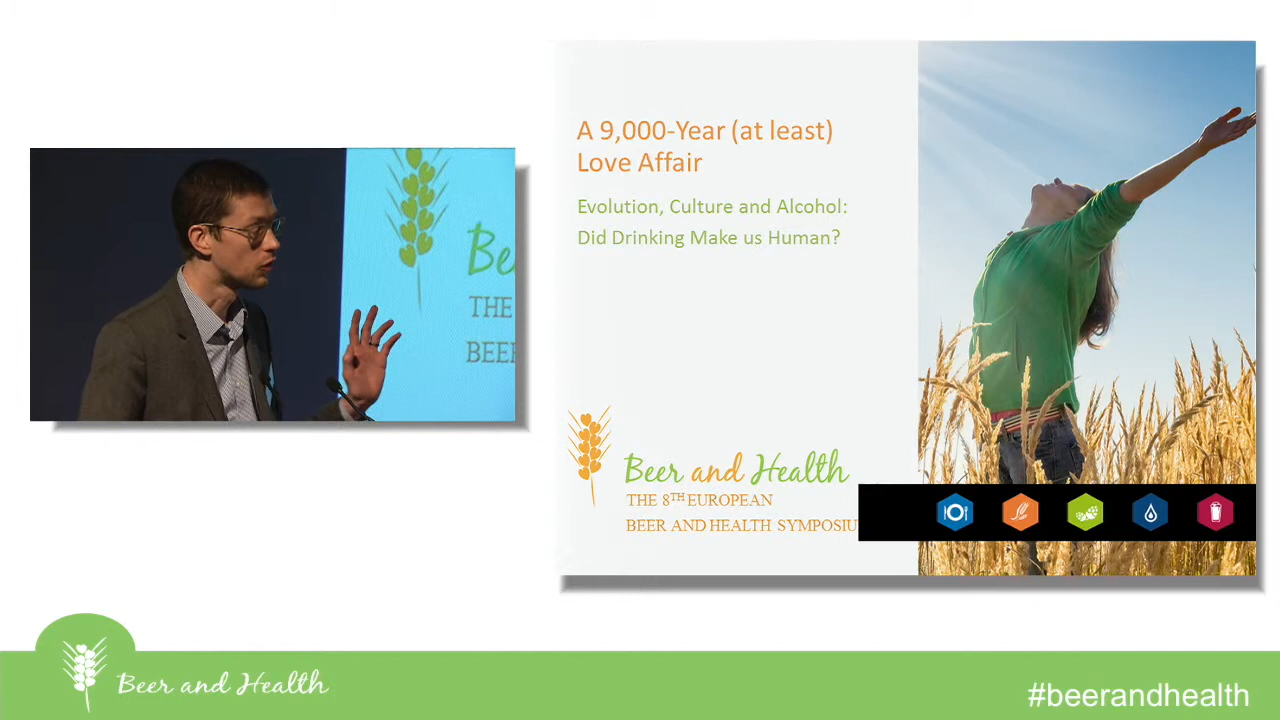 Be
THE
BEE
A 9,000-Year (at least)
Love Affair
Evolution, Culture and Alcohol:
Did Drinking Make us Human?
Beer and Health
THE 8TH EUROPEAN
BEER AND HEALTH SYMPOSIU
Beer and Health
#beerandhealth